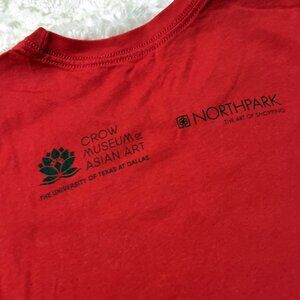 CROW
MUSEUM OF
ASIAN ART
THE UNIVERSITY OF TEXAS AT DALLAS
NORTHPARK
THE ART OF SHOPPING